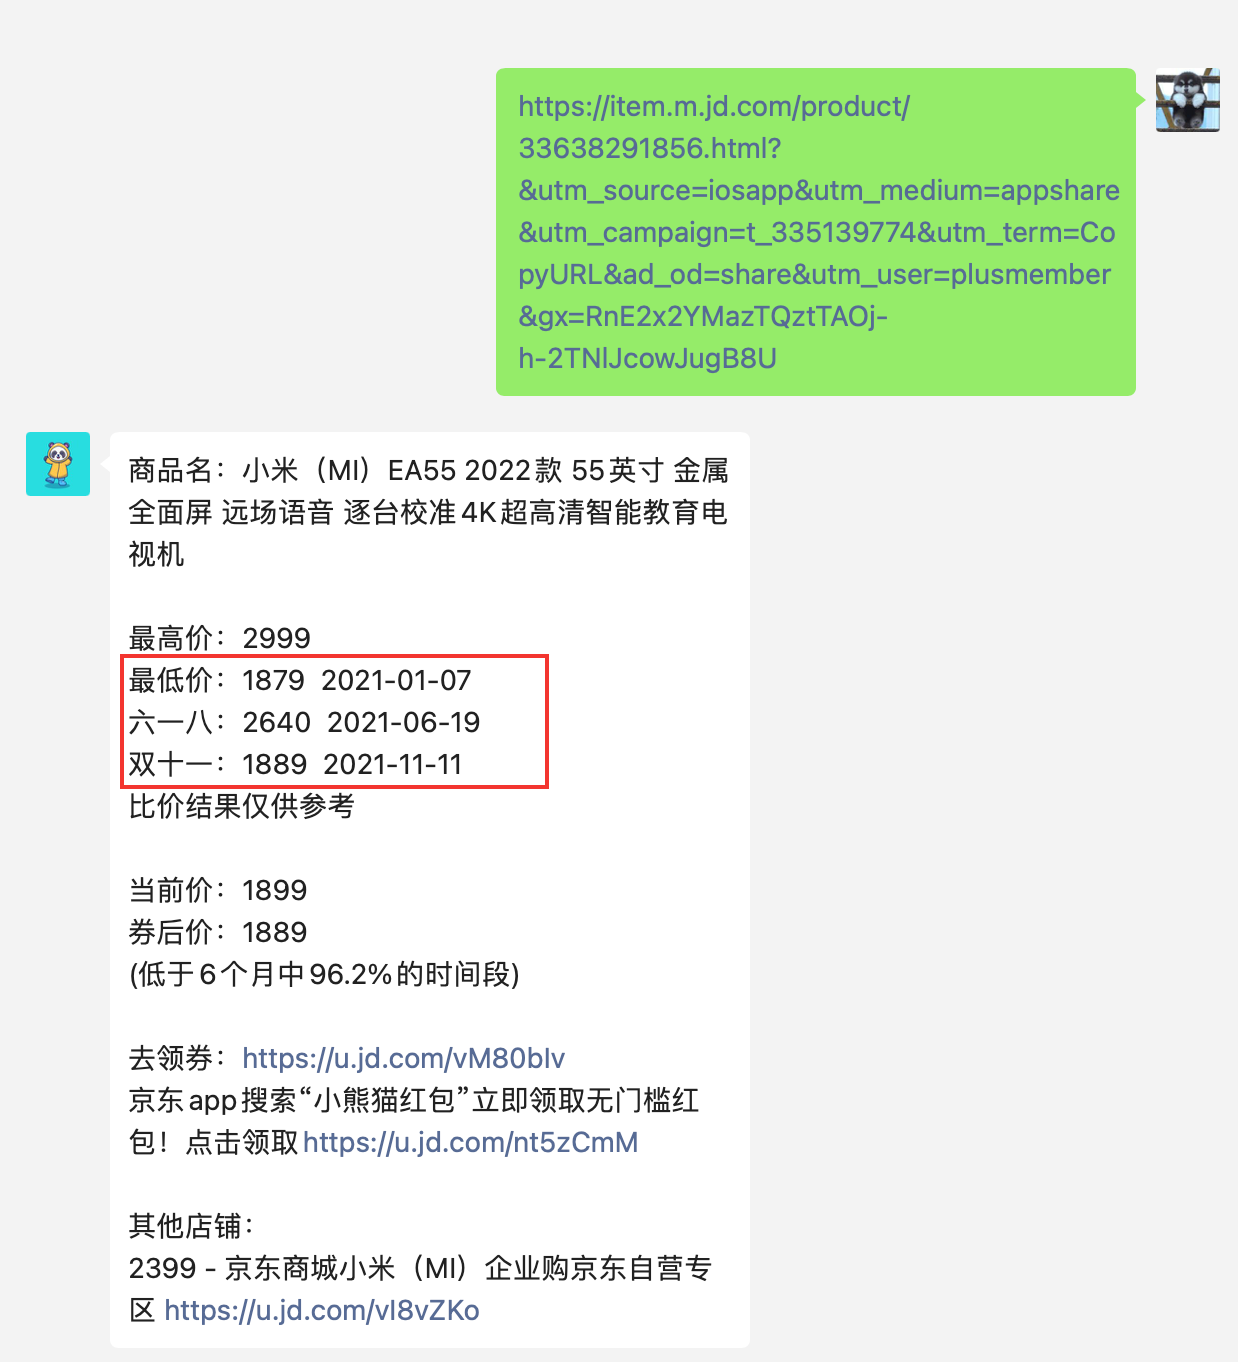 https://item.m.jd.com/product/
33638291856.html?
&utm_source=iosapp&utm_medium=appshare
&utm_campaign=t_335139774&utm_term=Co
pyURL&ad_od=share&utm_user=plusmember
&gx=RnE2x2YMazTQztTAOj-
h-2TNlJcowJugB8U
商品名：小米（MI）EA55 2022款 55英寸 金属
全面屏 远场语音 逐台校准4K超高清智能教育电
视机
最高价：2999
最低价：1879 2021-01-07
六一八：2640 2021-06-19
双十一：1889 2021-11-11
比价结果仅供参考
当前价：1899
券后价：1889
(低于6个月中96.2%的时间段)
去领券：https://u.jd.com/vM80bIv
京东app搜索“小熊猫红包”立即领取无门槛红
包！点击领取https://u.jd.com/nt5zCmM
其他店铺：
2399 - 京东商城小米（MI）企业购京东自营专
区 https://u.jd.com/vI8vZKo